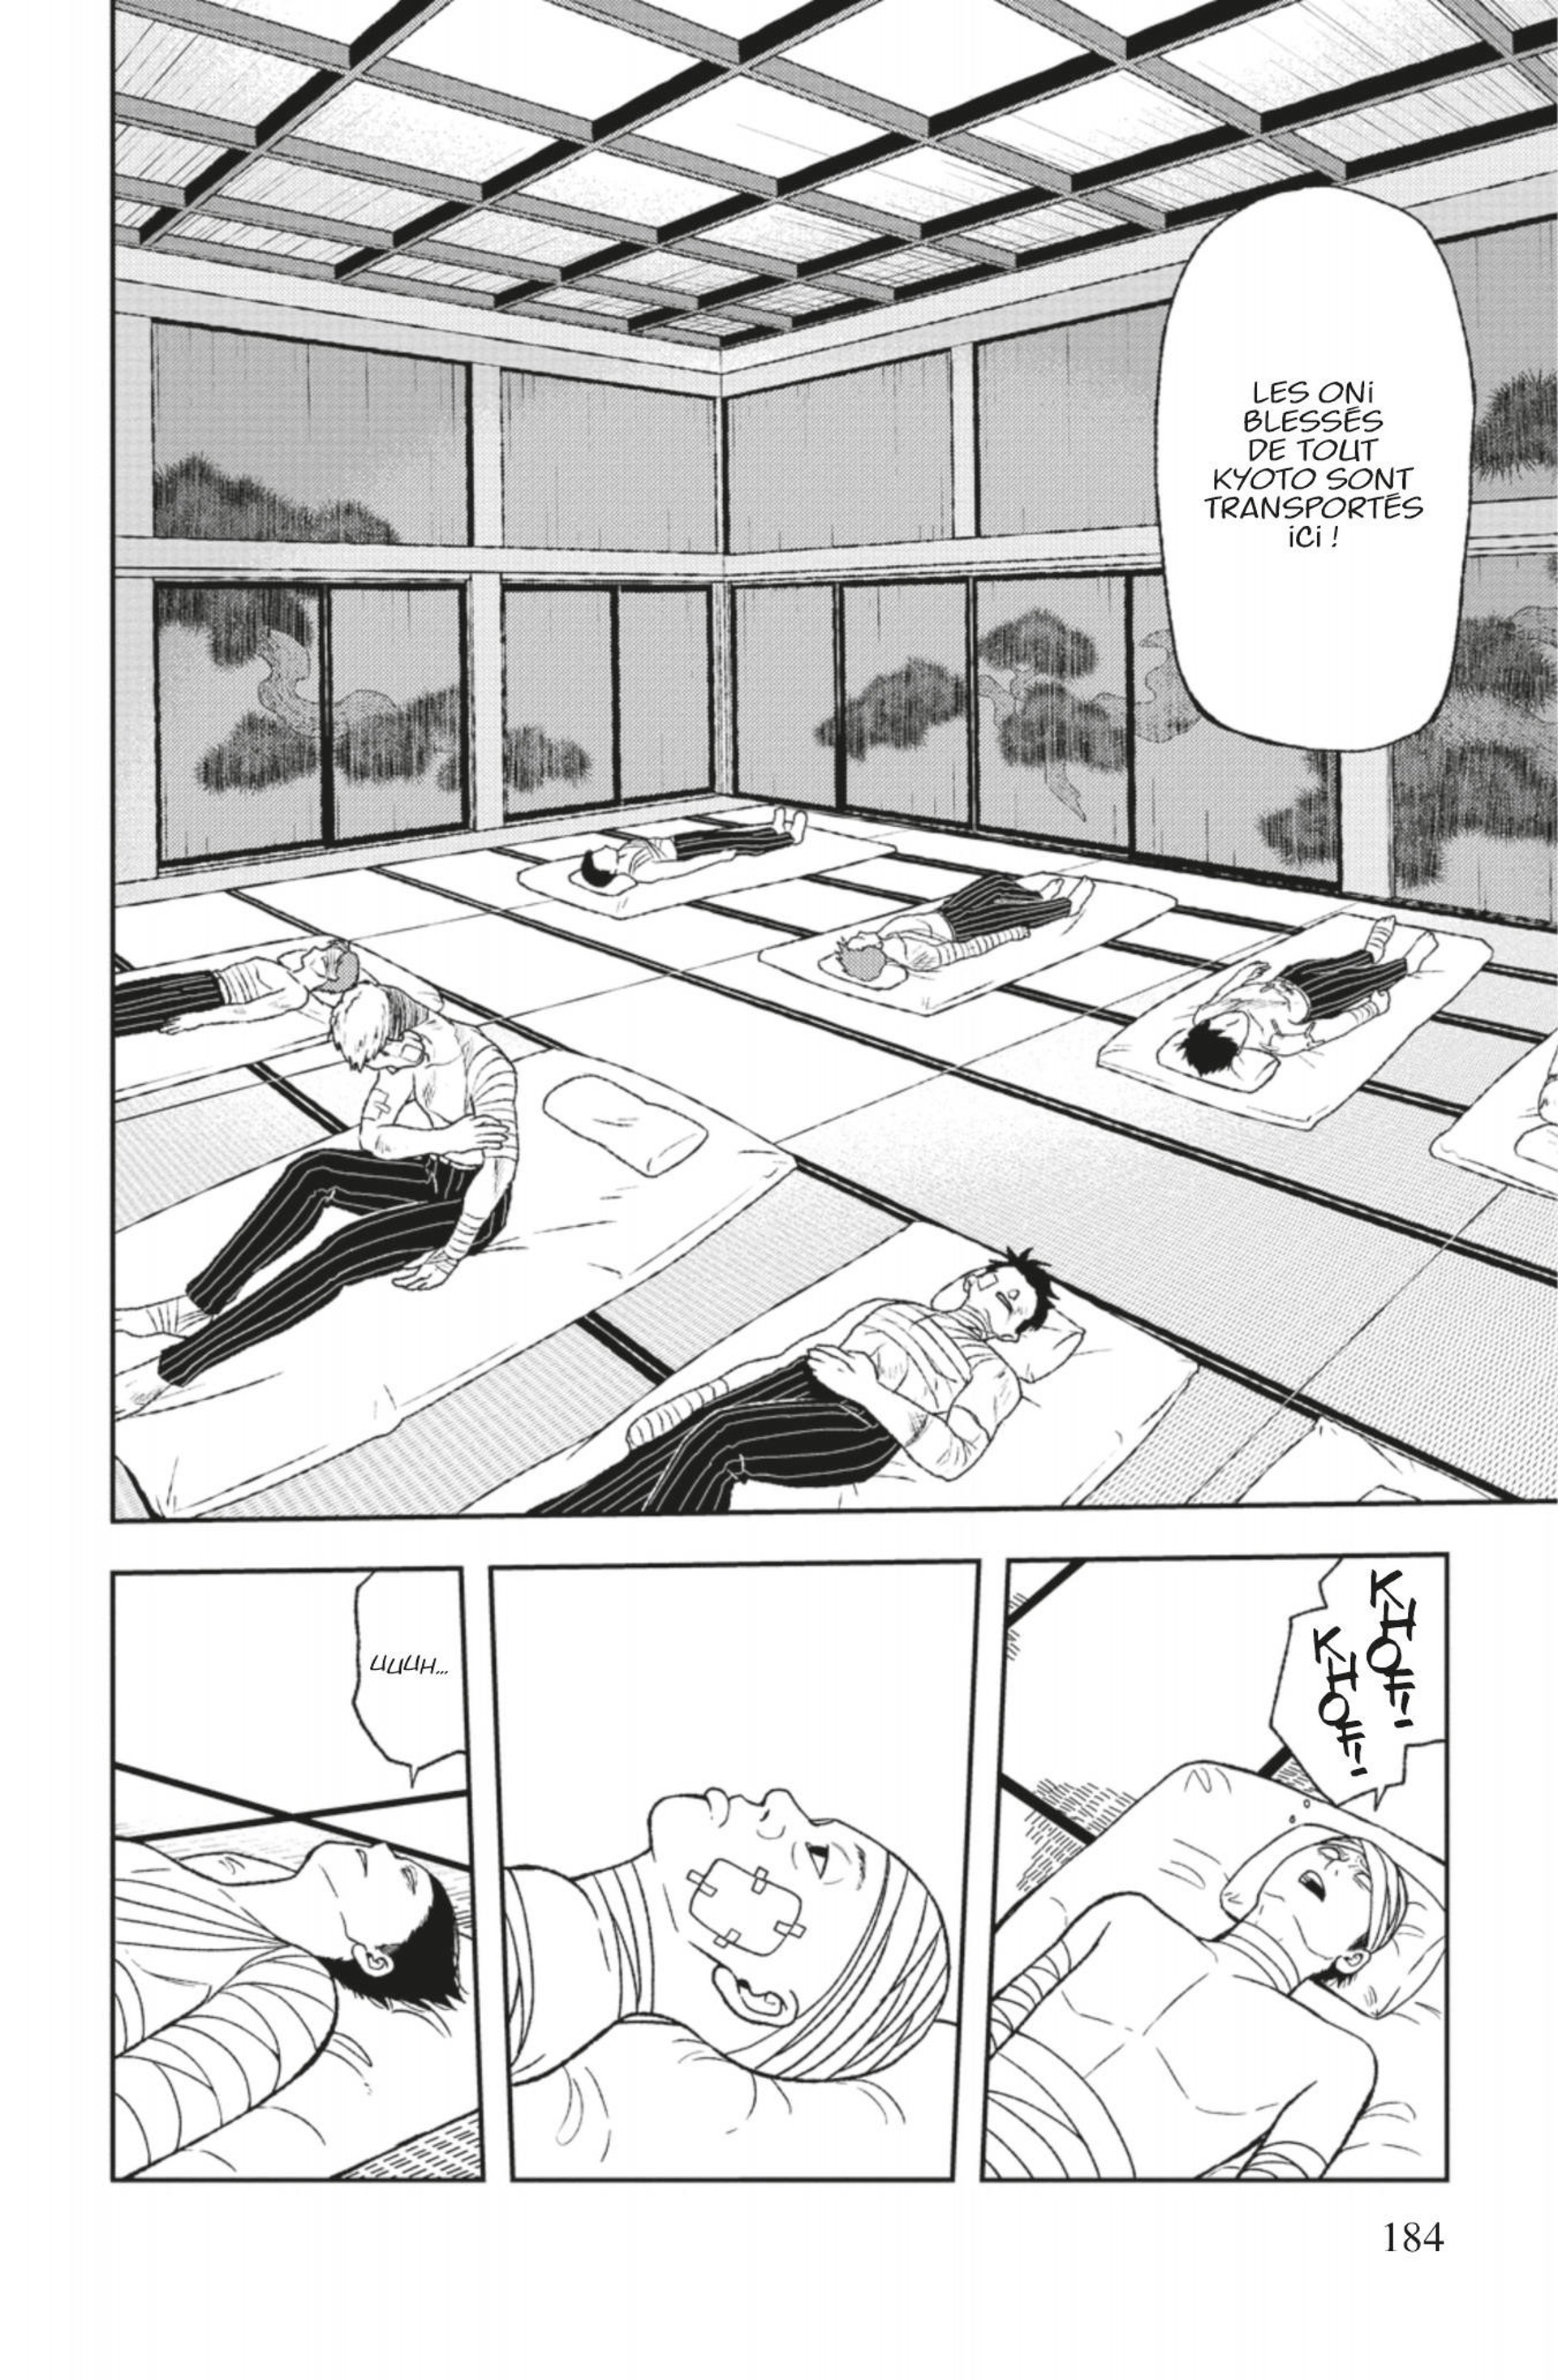 LES ONI
BLESSÉS
DE TOUT
KYOTO SONT
TRANSPORTÉS
ICI !
KHOF!
KHOF!
UUUH...
184